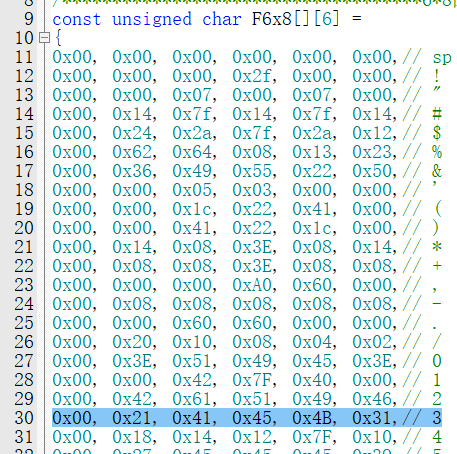 9 const unsigned char F6x8[][6] =
10 {
11 0x00, 0x00, 0x00, 0x00, 0x00, 0x00,// sp
12 0x00, 0x00, 0x00, 0x2f, 0x00, 0x00,// !
13 0x00, 0x00, 0x07, 0x00, 0x07, 0x00,// "
14 0x00, 0x14, 0x7f, 0x14, 0x7f, 0x14,// #
15 0x00, 0x24, 0x2a, 0x7f, 0x2a, 0x12,// $
16 0x00, 0x62, 0x64, 0x08, 0x13, 0x23,// %
17 0x00, 0x36, 0x49, 0x55, 0x22, 0x50,// &
18 0x00, 0x00, 0x05, 0x03, 0x00, 0x00,// '
19 0x00, 0x00, 0x1c, 0x22, 0x41, 0x00,// (
20 0x00, 0x00, 0x41, 0x22, 0x1c, 0x00,// )
21 0x00, 0x14, 0x08, 0x3E, 0x08, 0x14,// *
22 0x00, 0x08, 0x08, 0x3E, 0x08, 0x08,// +
23 0x00, 0x00, 0x00, 0xA0, 0x60, 0x00,// ,
24 0x00, 0x08, 0x08, 0x08, 0x08, 0x08,// -
25 0x00, 0x00, 0x60, 0x60, 0x00, 0x00,// .
26 0x00, 0x20, 0x10, 0x08, 0x04, 0x02,// /
27 0x00, 0x3E, 0x51, 0x49, 0x45, 0x3E,// 0
28 0x00, 0x00, 0x42, 0x7F, 0x40, 0x00,// 1
29 0x00, 0x42, 0x61, 0x51, 0x49, 0x46,// 2
30 0x00, 0x21, 0x41, 0x45, 0x4B, 0x31,// 3
31 0x00, 0x18, 0x14, 0x12, 0x7F, 0x10,// 4